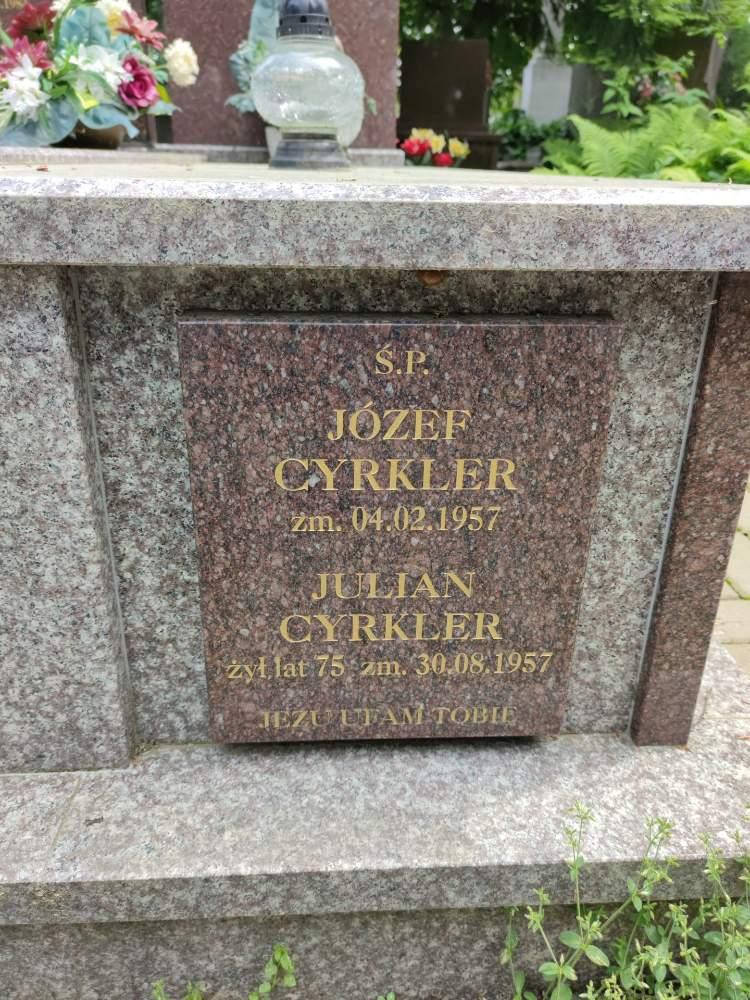 Ś.P.
JÓZEF
CYRKLER
zm. 04.02.1957
JULIAN
CYRKLER
żył lat 75 zm. 30.08.1957
JEZU UFAM TOBIE